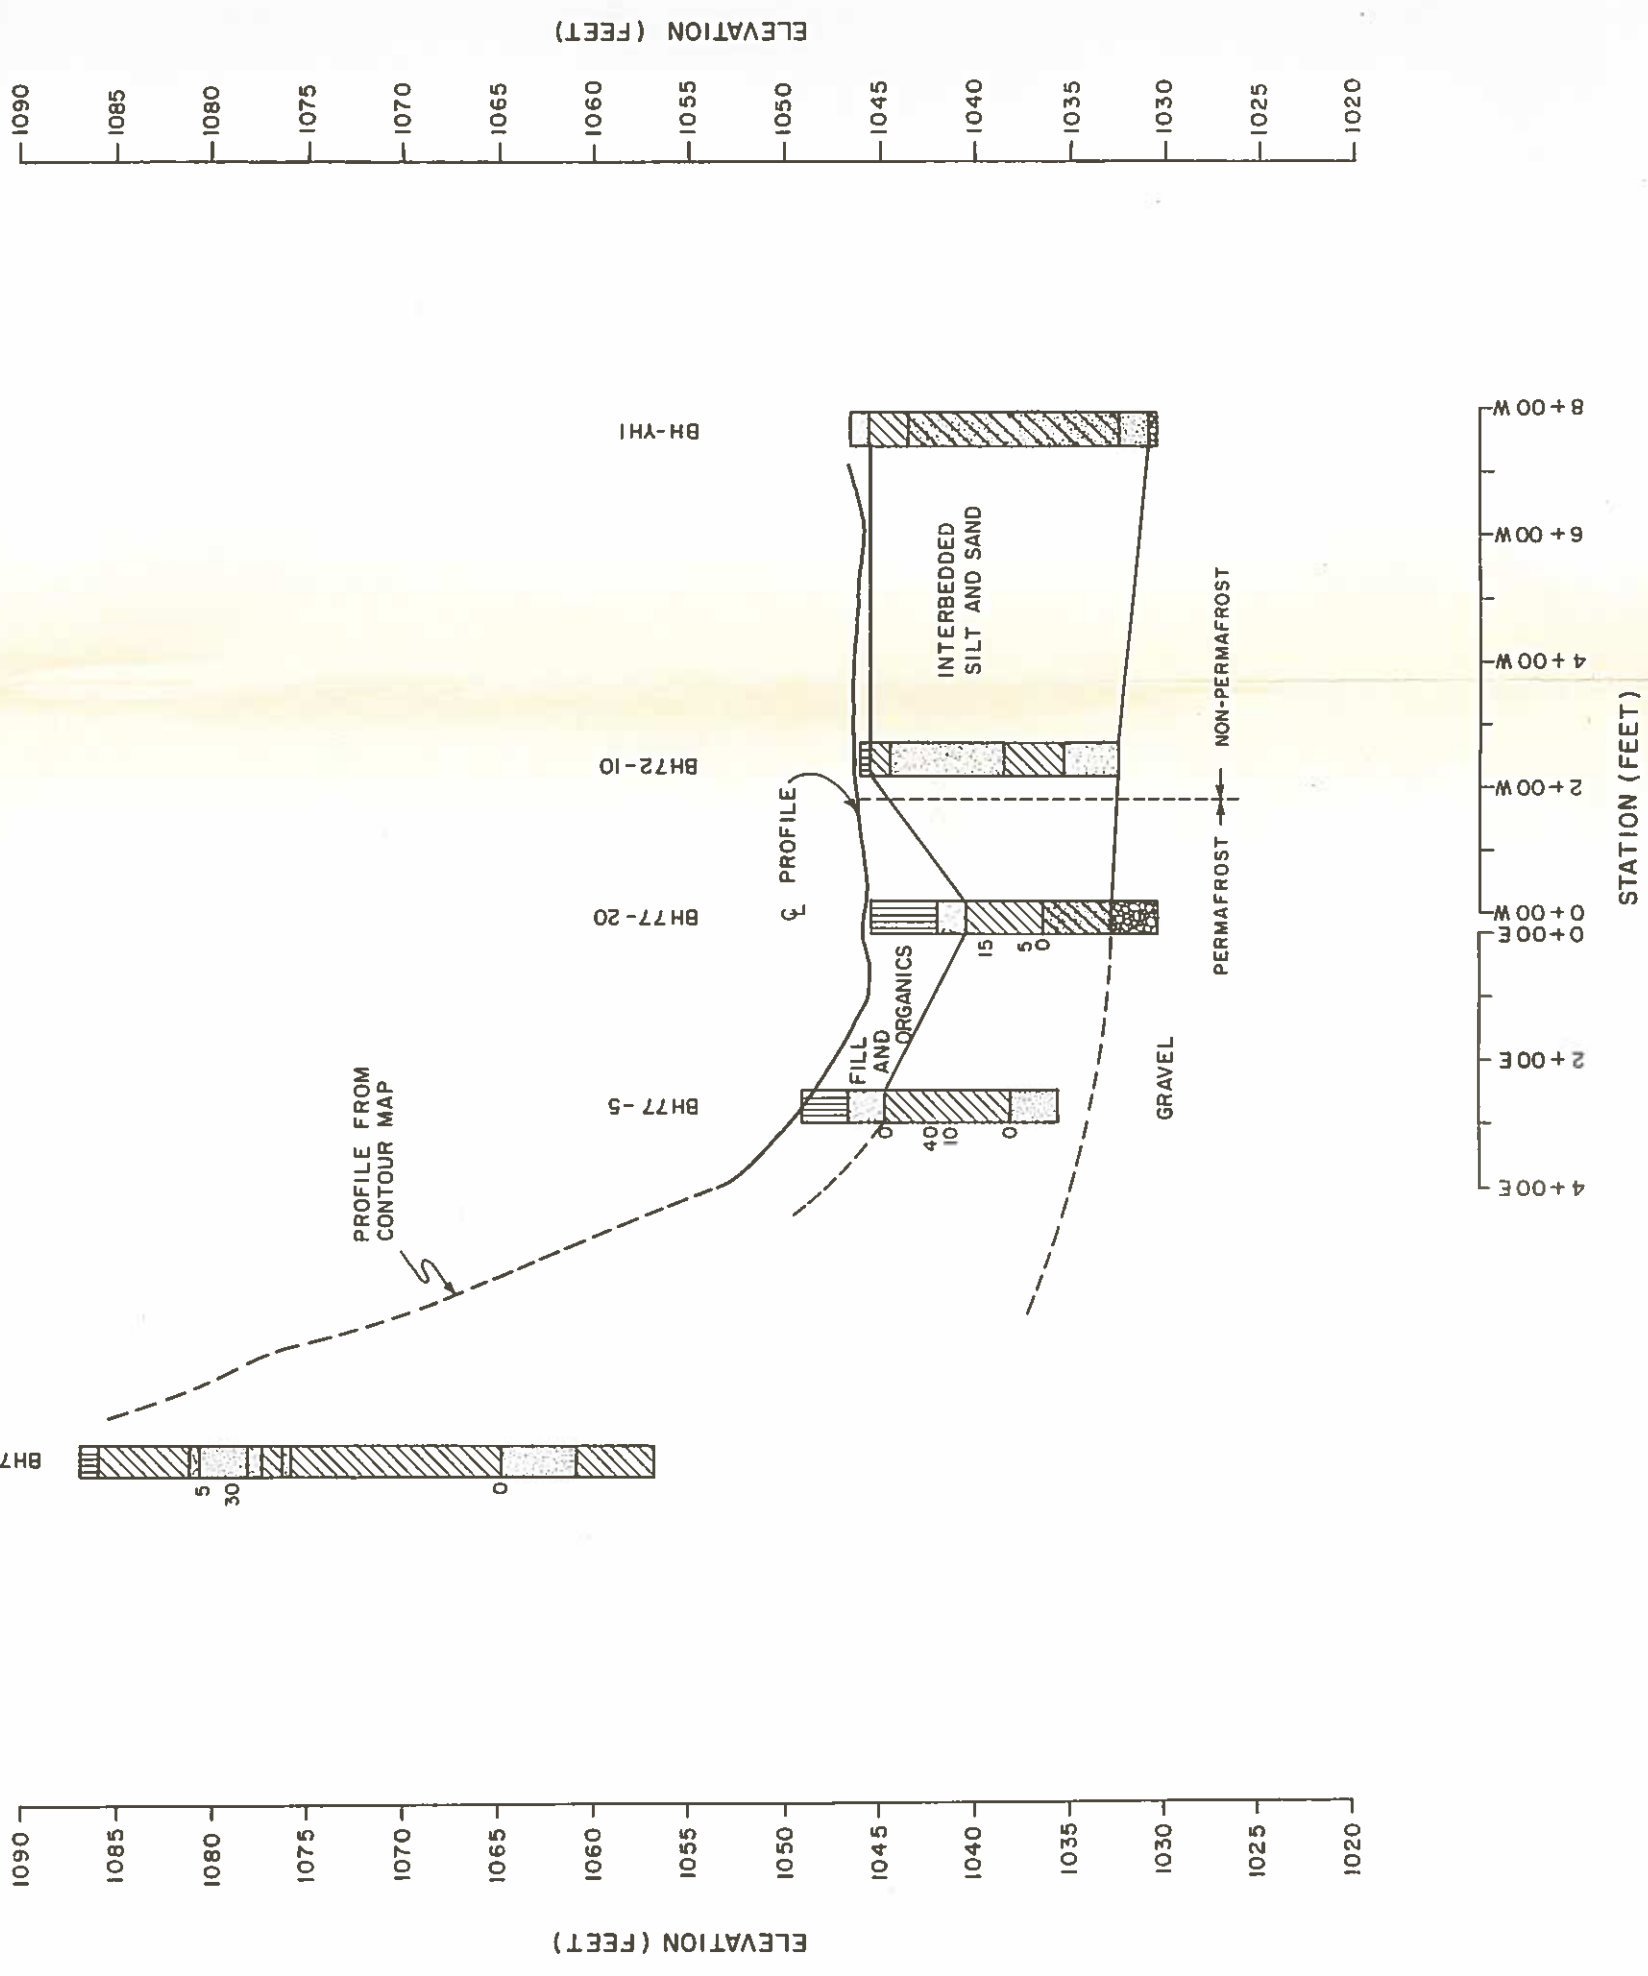 ELEVATION (FEET)
1090
1085
1080
1075
1070
1065
1060
1055
1050
1045
1040
1035
1030
1025
1020
BH7
5
30
0
PROFILE FROM
CONTOUR MAP
BH77-5
0
40
10
0
FILL
AND
ORGANICS
GRAVEL
BH77-20
15
5
0
℄ PROFILE
BH72-10
PERMAFROST
NON-PERMAFROST
INTERBEDDED
SILT AND SAND
BH-YH1
ELEVATION (FEET)
1090
1085
1080
1075
1070
1065
1060
1055
1050
1045
1040
1035
1030
1025
1020
4+00E
2+00E
0+00E
0+00W
2+00W
4+00W
6+00W
8+00W
STATION (FEET)